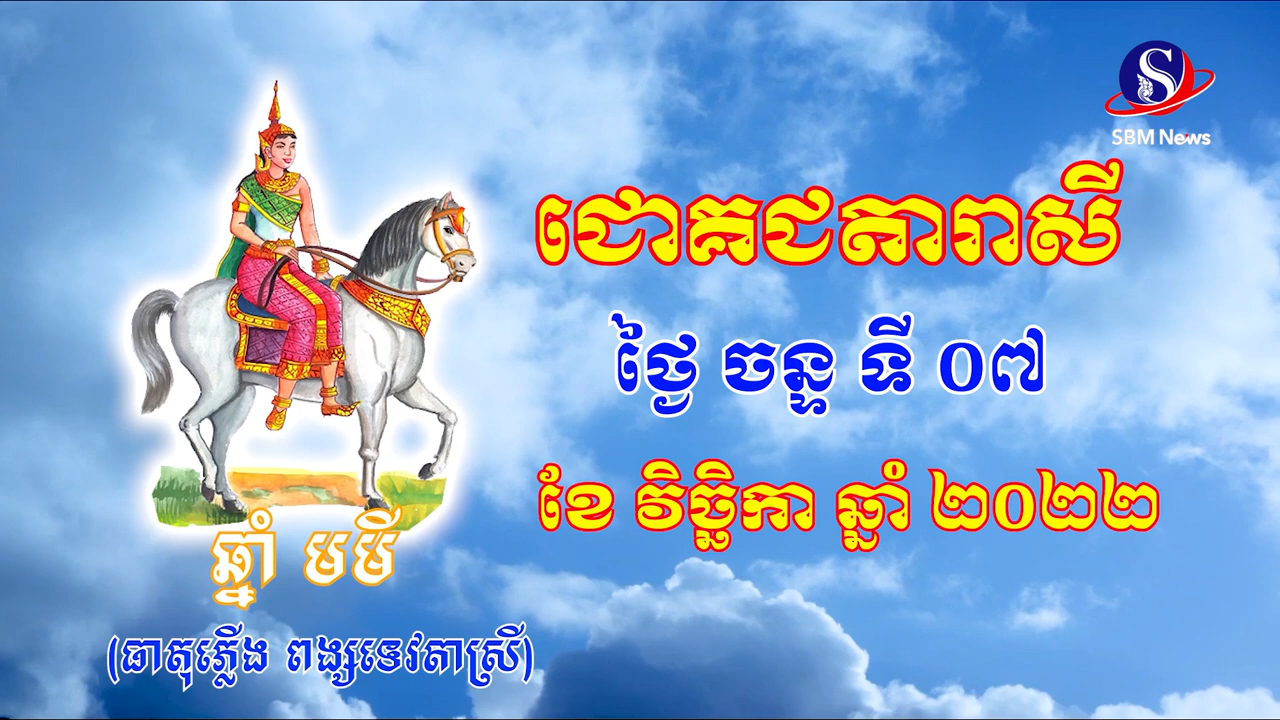 SBM News
ជោគជតារាសី
ថ្ងៃ ចន្ទ ទី ០៧
ខែ វិច្ឆិកា ឆ្នាំ ២០២២
ឆ្នាំ មមី
(ធាតុភ្លើង ពង្សទេវតាស្រី)